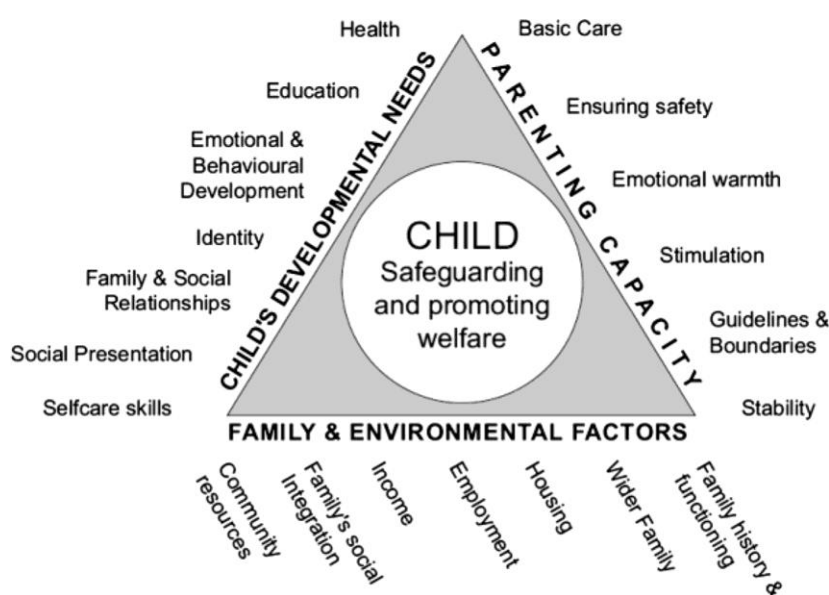 Health
Education
Emotional &
Behavioural
Development
Identity
Family & Social
Relationships
Social Presentation
Selfcare skills
CHILD'S DEVELOPMENTAL NEEDS
CHILD
Safeguarding
and promoting
welfare
PARENTING CAPACITY
Basic Care
Ensuring safety
Emotional warmth
Stimulation
Guidelines &
Boundaries
Stability
FAMILY & ENVIRONMENTAL FACTORS
Community
resources
Family's social
Integration
Income
Employment
Housing
Wider Family
Family history &
functioning